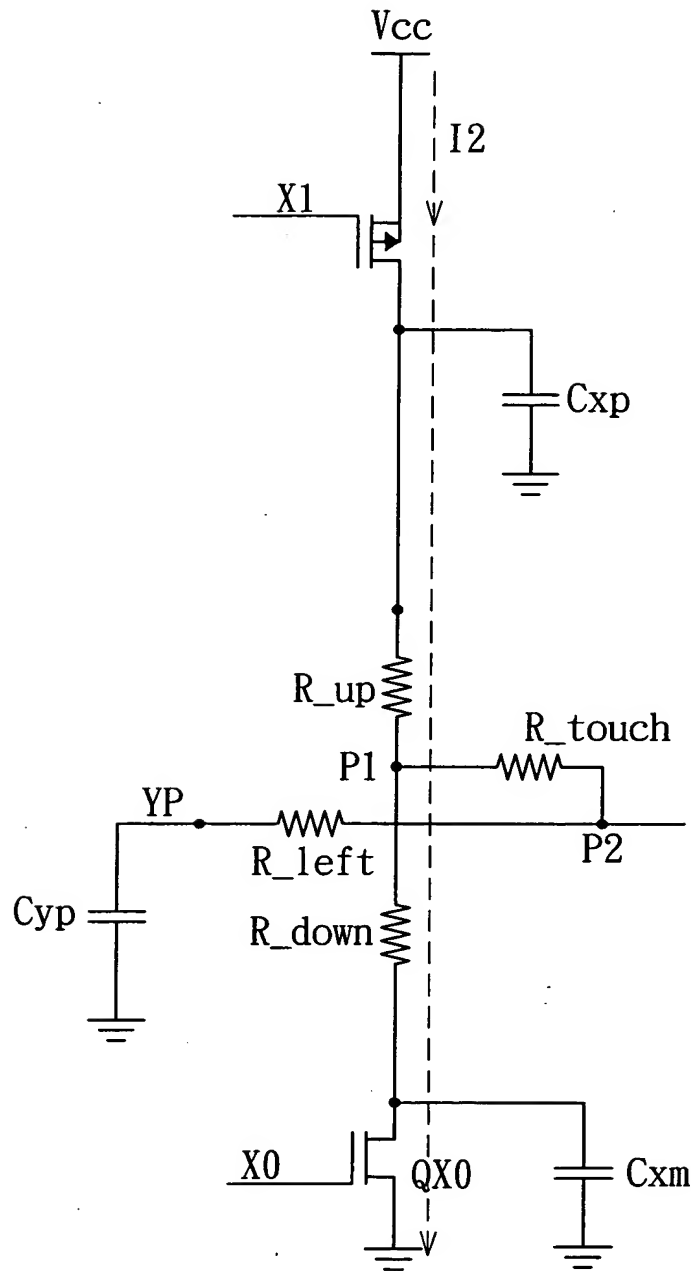 Vcc
I2
X1
Cxp
R_up
R_touch
P1
YP
R_left
P2
Cyp
R_down
X0
QX0
Cxm